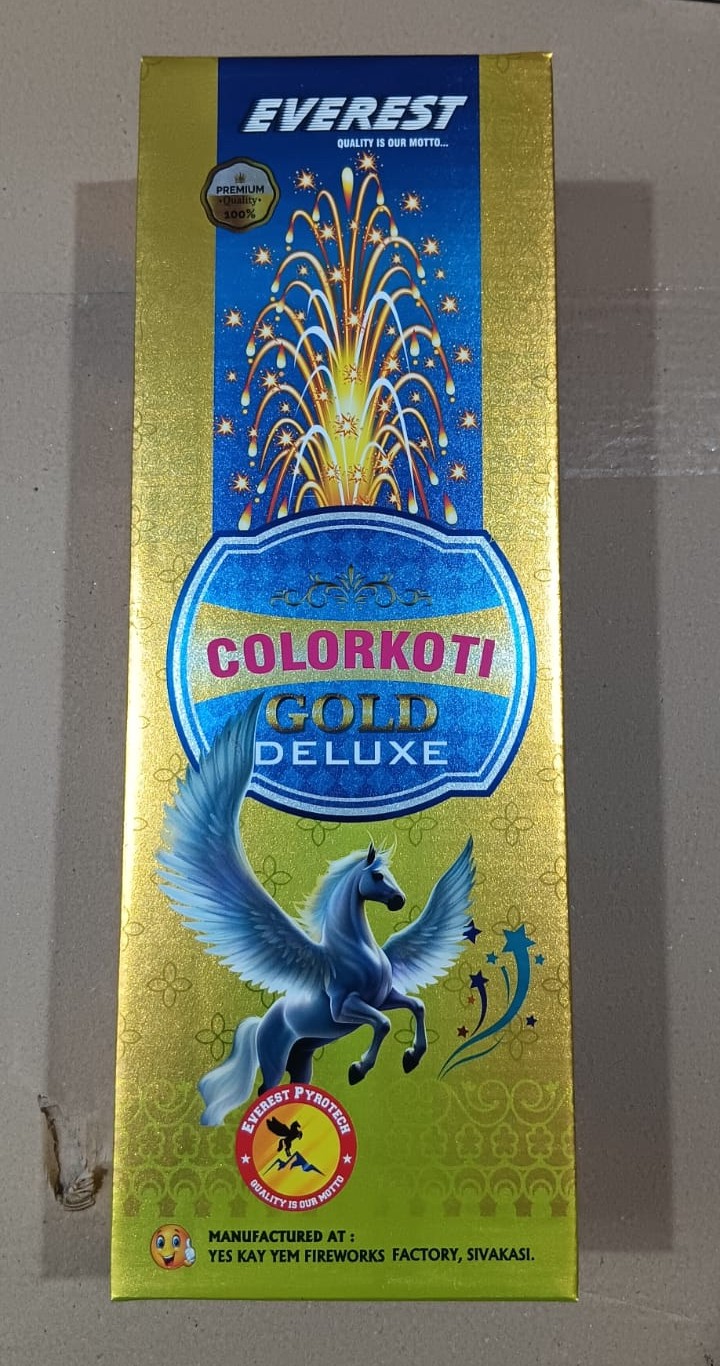 EVEREST
QUALITY IS OUR MOTTO...
PREMIUM
Quality
100%
COLORKOTI
GOLD
DELUXE
EVEREST PYROTECH
QUALITY IS OUR MOTTO
MANUFACTURED AT :
YES KAY YEM FIREWORKS FACTORY, SIVAKASI.